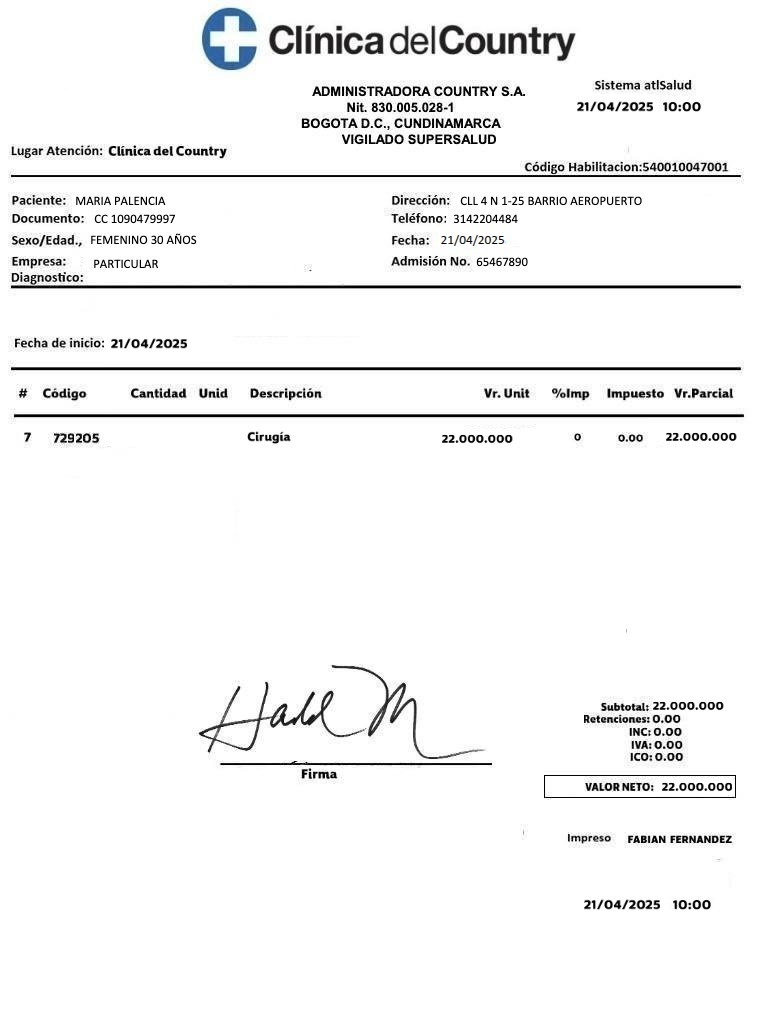 Clínica del Country
ADMINISTRADORA COUNTRY S.A.
Sistema atlSalud
Nit. 830.005.028-1
21/04/2025 10:00
BOGOTA D.C., CUNDINAMARCA
VIGILADO SUPERSALUD
Lugar Atención: Clínica del Country
Código Habilitacion:540010047001
Paciente: MARIA PALENCIA
Dirección: CLL 4 N 1-25 BARRIO AEROPUERTO
Documento: CC 1090479997
Teléfono: 3142204484
Sexo/Edad., FEMENINO 30 AÑOS
Fecha: 21/04/2025
Empresa: PARTICULAR
Admisión No. 65467890
Diagnostico:
Fecha de inicio: 21/04/2025
# Código Cantidad Unid Descripción Vr. Unit %Imp Impuesto Vr.Parcial
7 729205 Cirugía 22.000.000 0 0.00 22.000.000
Subtotal: 22.000.000
Retenciones: 0.00
INC: 0.00
IVA: 0.00
ICO: 0.00
Firma
VALOR NETO: 22.000.000
Impreso FABIAN FERNANDEZ
21/04/2025 10:00